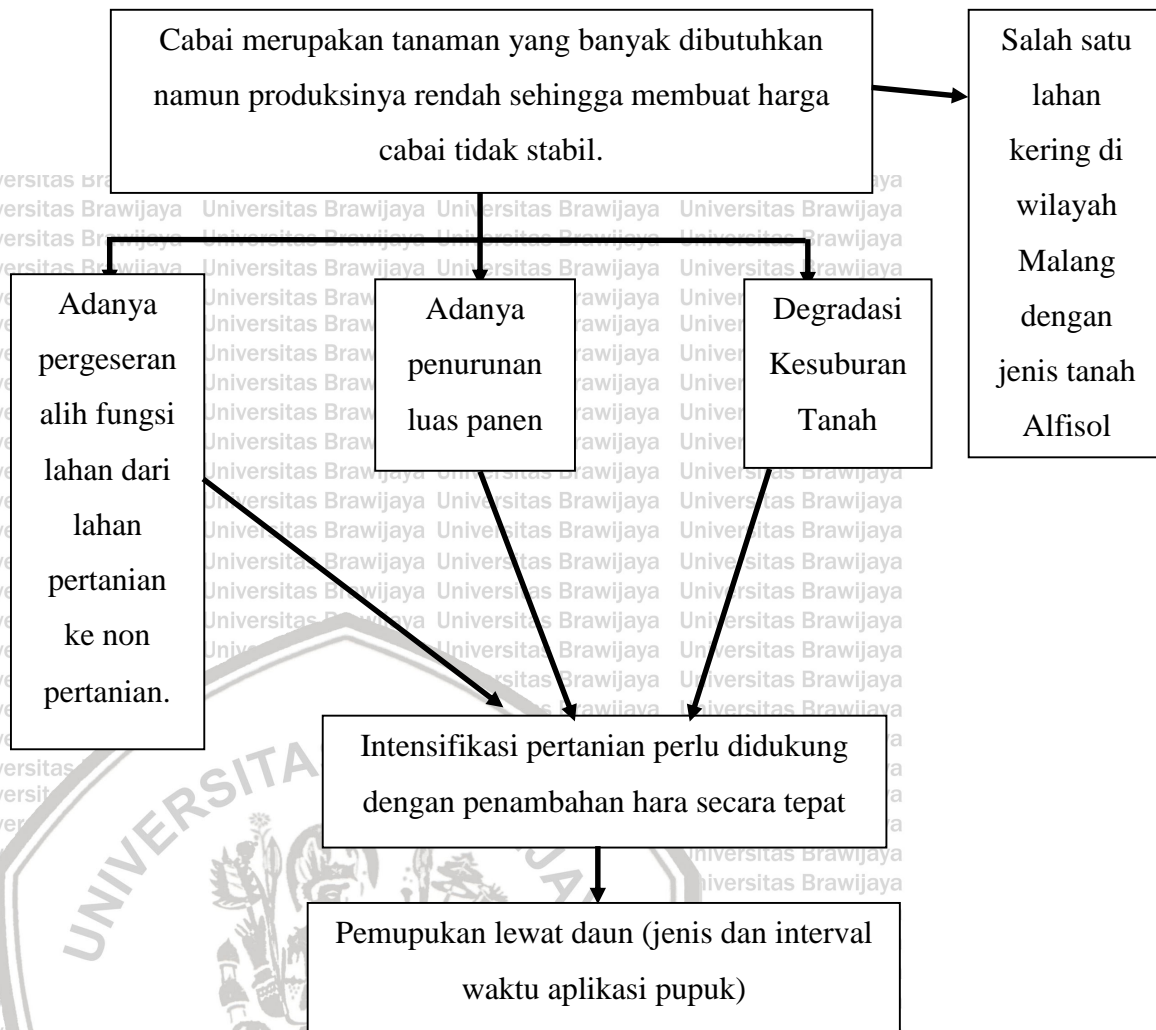 Cabai merupakan tanaman yang banyak dibutuhkan
namun produksinya rendah sehingga membuat harga
cabai tidak stabil.
Salah satu
lahan
kering di
wilayah
Malang
dengan
jenis tanah
Alfisol
Adanya
pergeseran
alih fungsi
lahan dari
lahan
pertanian
ke non
pertanian.
Adanya
penurunan
luas panen
Degradasi
Kesuburan
Tanah
Intensifikasi pertanian perlu didukung
dengan penambahan hara secara tepat
Pemupukan lewat daun (jenis dan interval
waktu aplikasi pupuk)
Universitas Brawijaya